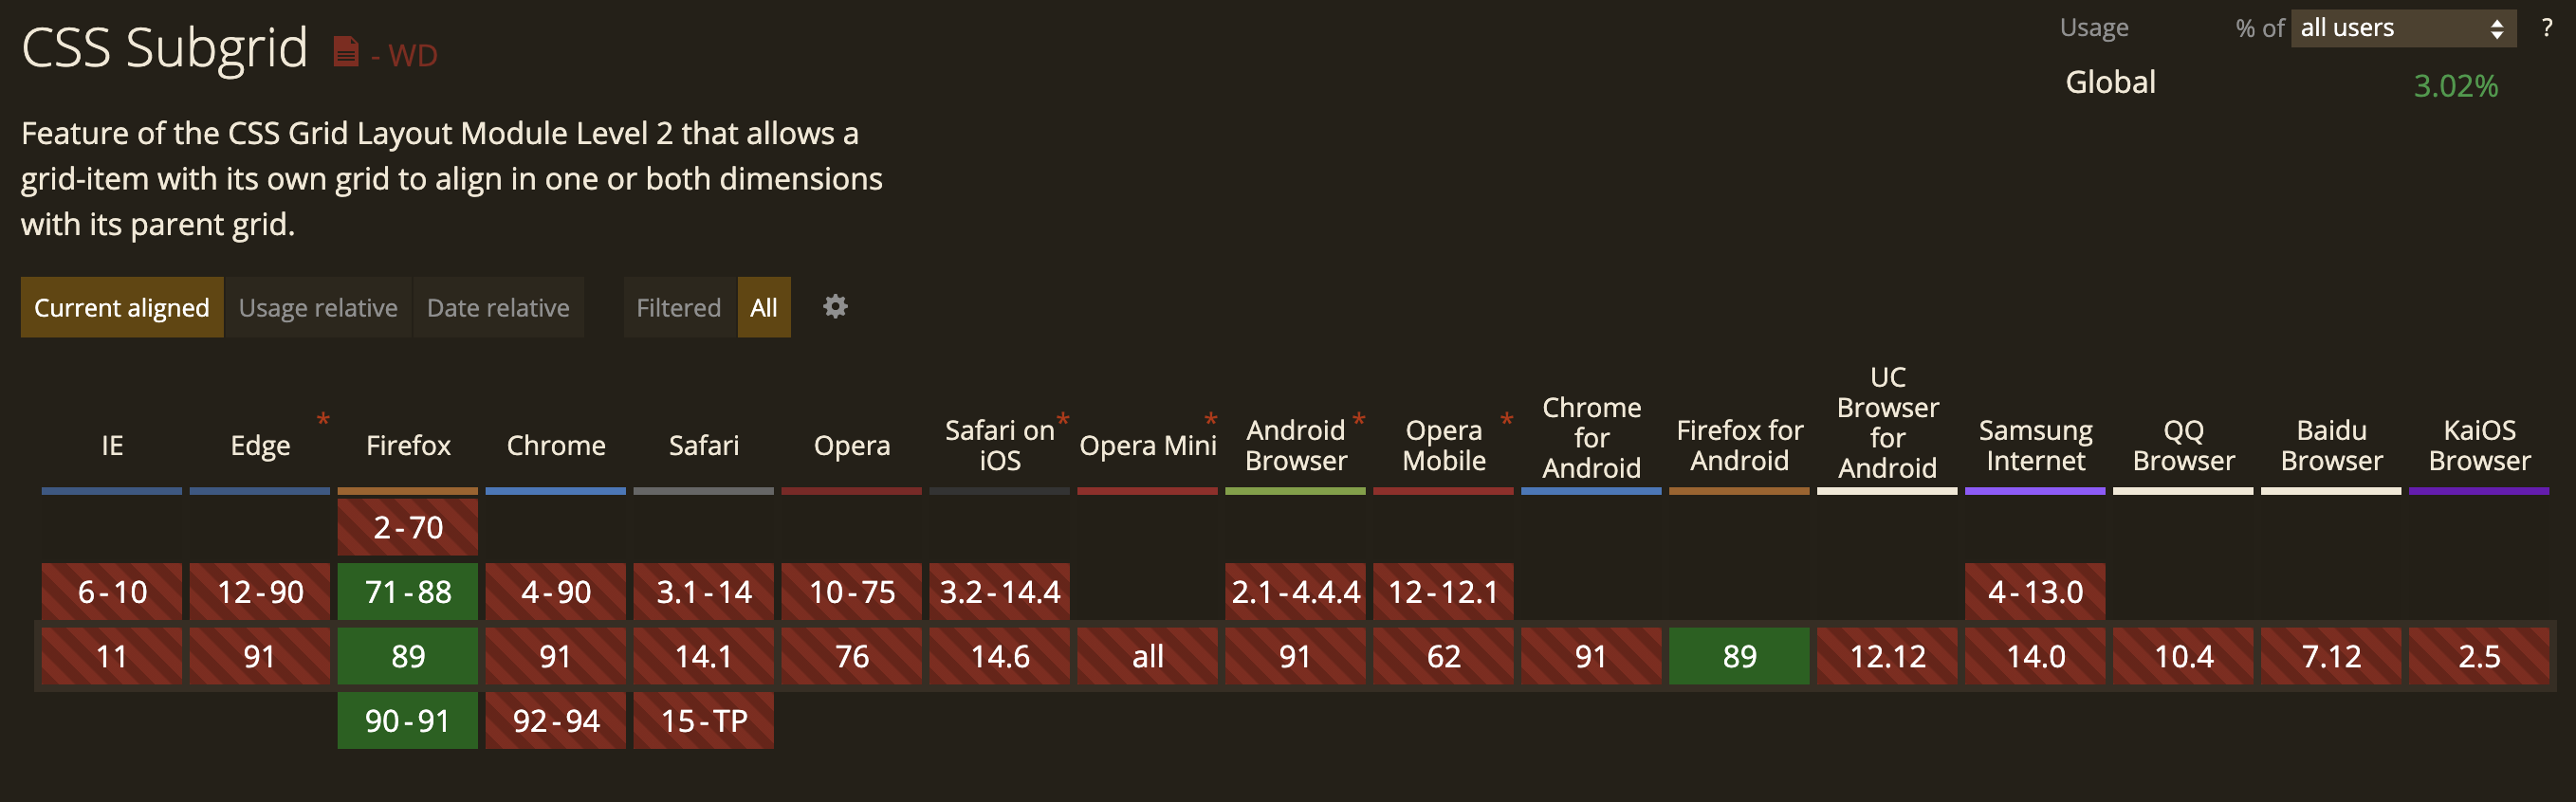 CSS Subgrid - WD
Usage % of all users ?
Global 3.02%
Feature of the CSS Grid Layout Module Level 2 that allows a
grid-item with its own grid to align in one or both dimensions
with its parent grid.
Current aligned Usage relative Date relative Filtered All
IE
Edge *
Firefox
Chrome
Safari
Opera
Safari on *
iOS
Opera Mini *
Android *
Browser
Opera *
Mobile
Chrome
for
Android
Firefox for
Android
UC
Browser
for
Android
Samsung
Internet
QQ
Browser
Baidu
Browser
KaiOS
Browser
2-70
6-10 12-90 71-88 4-90 3.1-14 10-75 3.2-14.4 2.1-4.4.4 12-12.1 4-13.0
11 91 89 91 14.1 76 14.6 all 91 62 91 89 12.12 14.0 10.4 7.12 2.5
90-91 92-94 15-TP